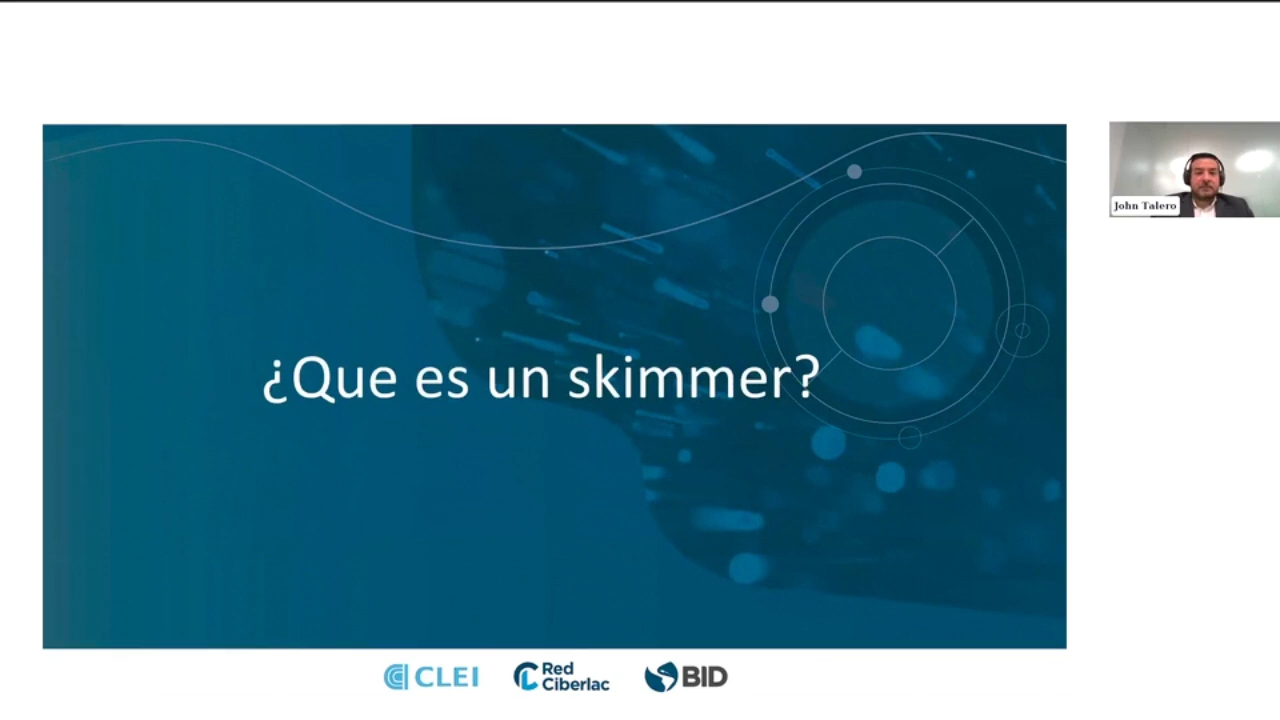 ¿Que es un skimmer?
John Talero
CLEI
Red
Ciberlac
BID